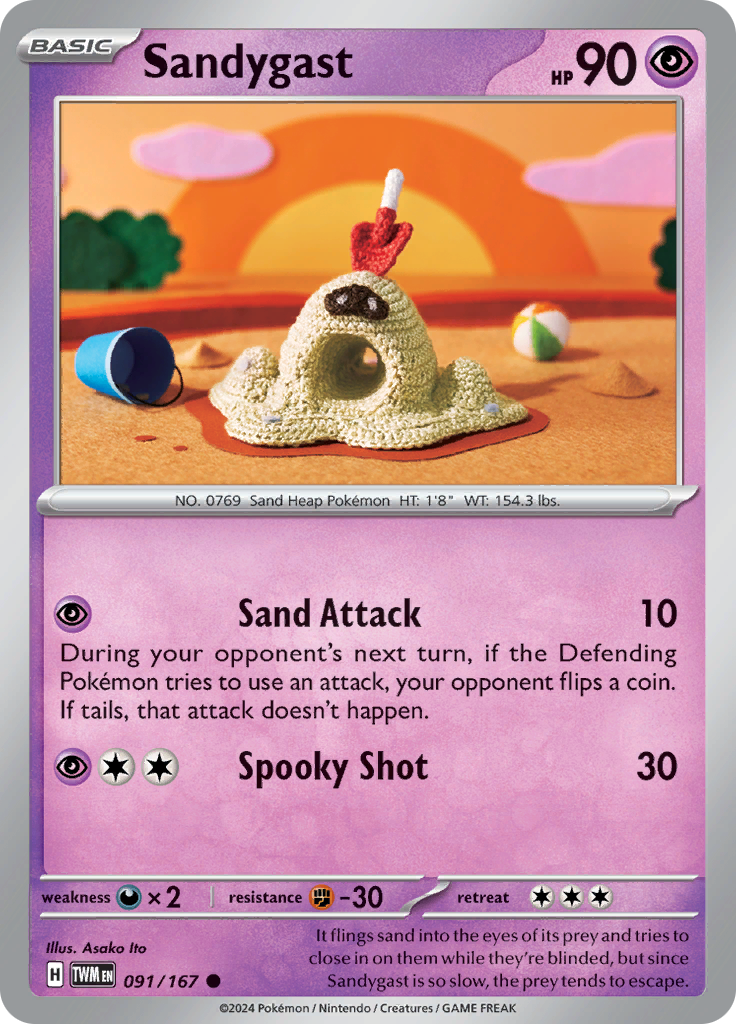 BASIC
Sandygast
HP 90
NO. 0769 Sand Heap Pokémon HT: 1'8" WT: 154.3 lbs.
Sand Attack 10
During your opponent's next turn, if the Defending
Pokémon tries to use an attack, your opponent flips a coin.
If tails, that attack doesn't happen.
Spooky Shot 30
weakness ×2 resistance -30 retreat
Illus. Asako Ito
It flings sand into the eyes of its prey and tries to
close in on them while they're blinded, but since
Sandygast is so slow, the prey tends to escape.
H TWM EN 091/167
©2024 Pokémon / Nintendo / Creatures / GAME FREAK